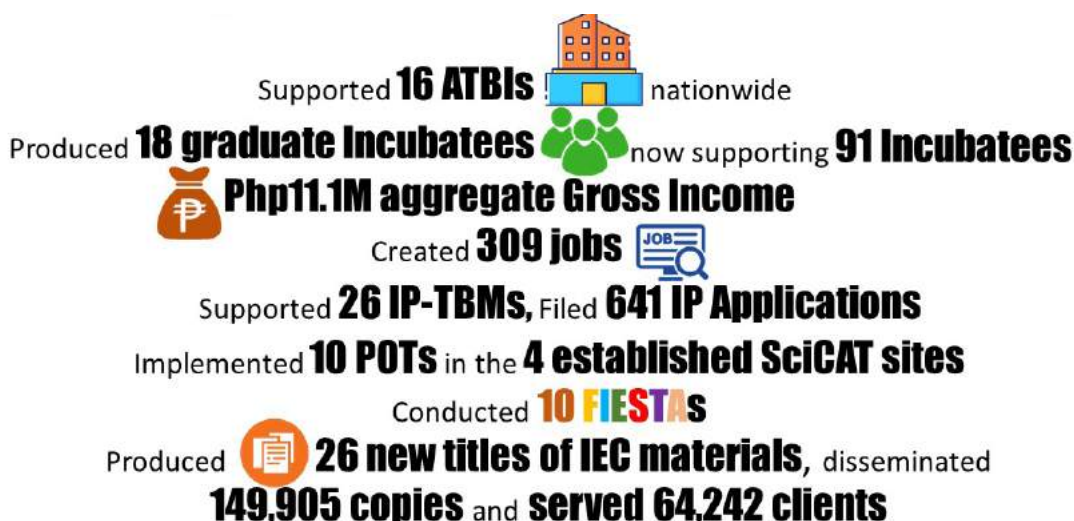 Supported 16 ATBIs nationwide
Produced 18 graduate Incubatees now supporting 91 Incubatees
₱ Php11.1M aggregate Gross Income
Created 309 jobs JOB
Supported 26 IP-TBMs, Filed 641 IP Applications
Implemented 10 POTs in the 4 established SciCAT sites
Conducted 10 FIESTAs
Produced 26 new titles of IEC materials, disseminated
149,905 copies and served 64,242 clients